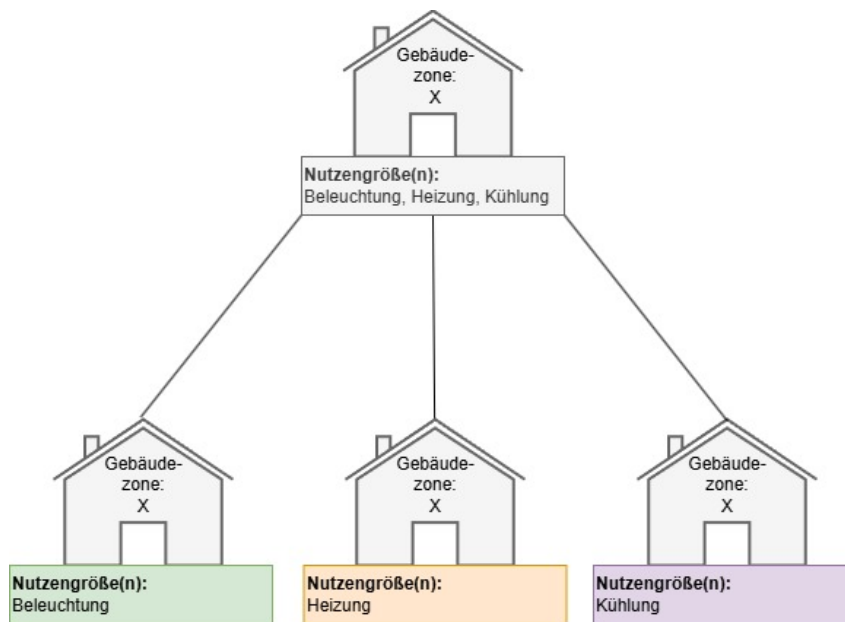 Gebäude-
zone:
X
Nutzengröße(n):
Beleuchtung, Heizung, Kühlung
Gebäude-
zone:
X
Nutzengröße(n):
Beleuchtung
Gebäude-
zone:
X
Nutzengröße(n):
Heizung
Gebäude-
zone:
X
Nutzengröße(n):
Kühlung